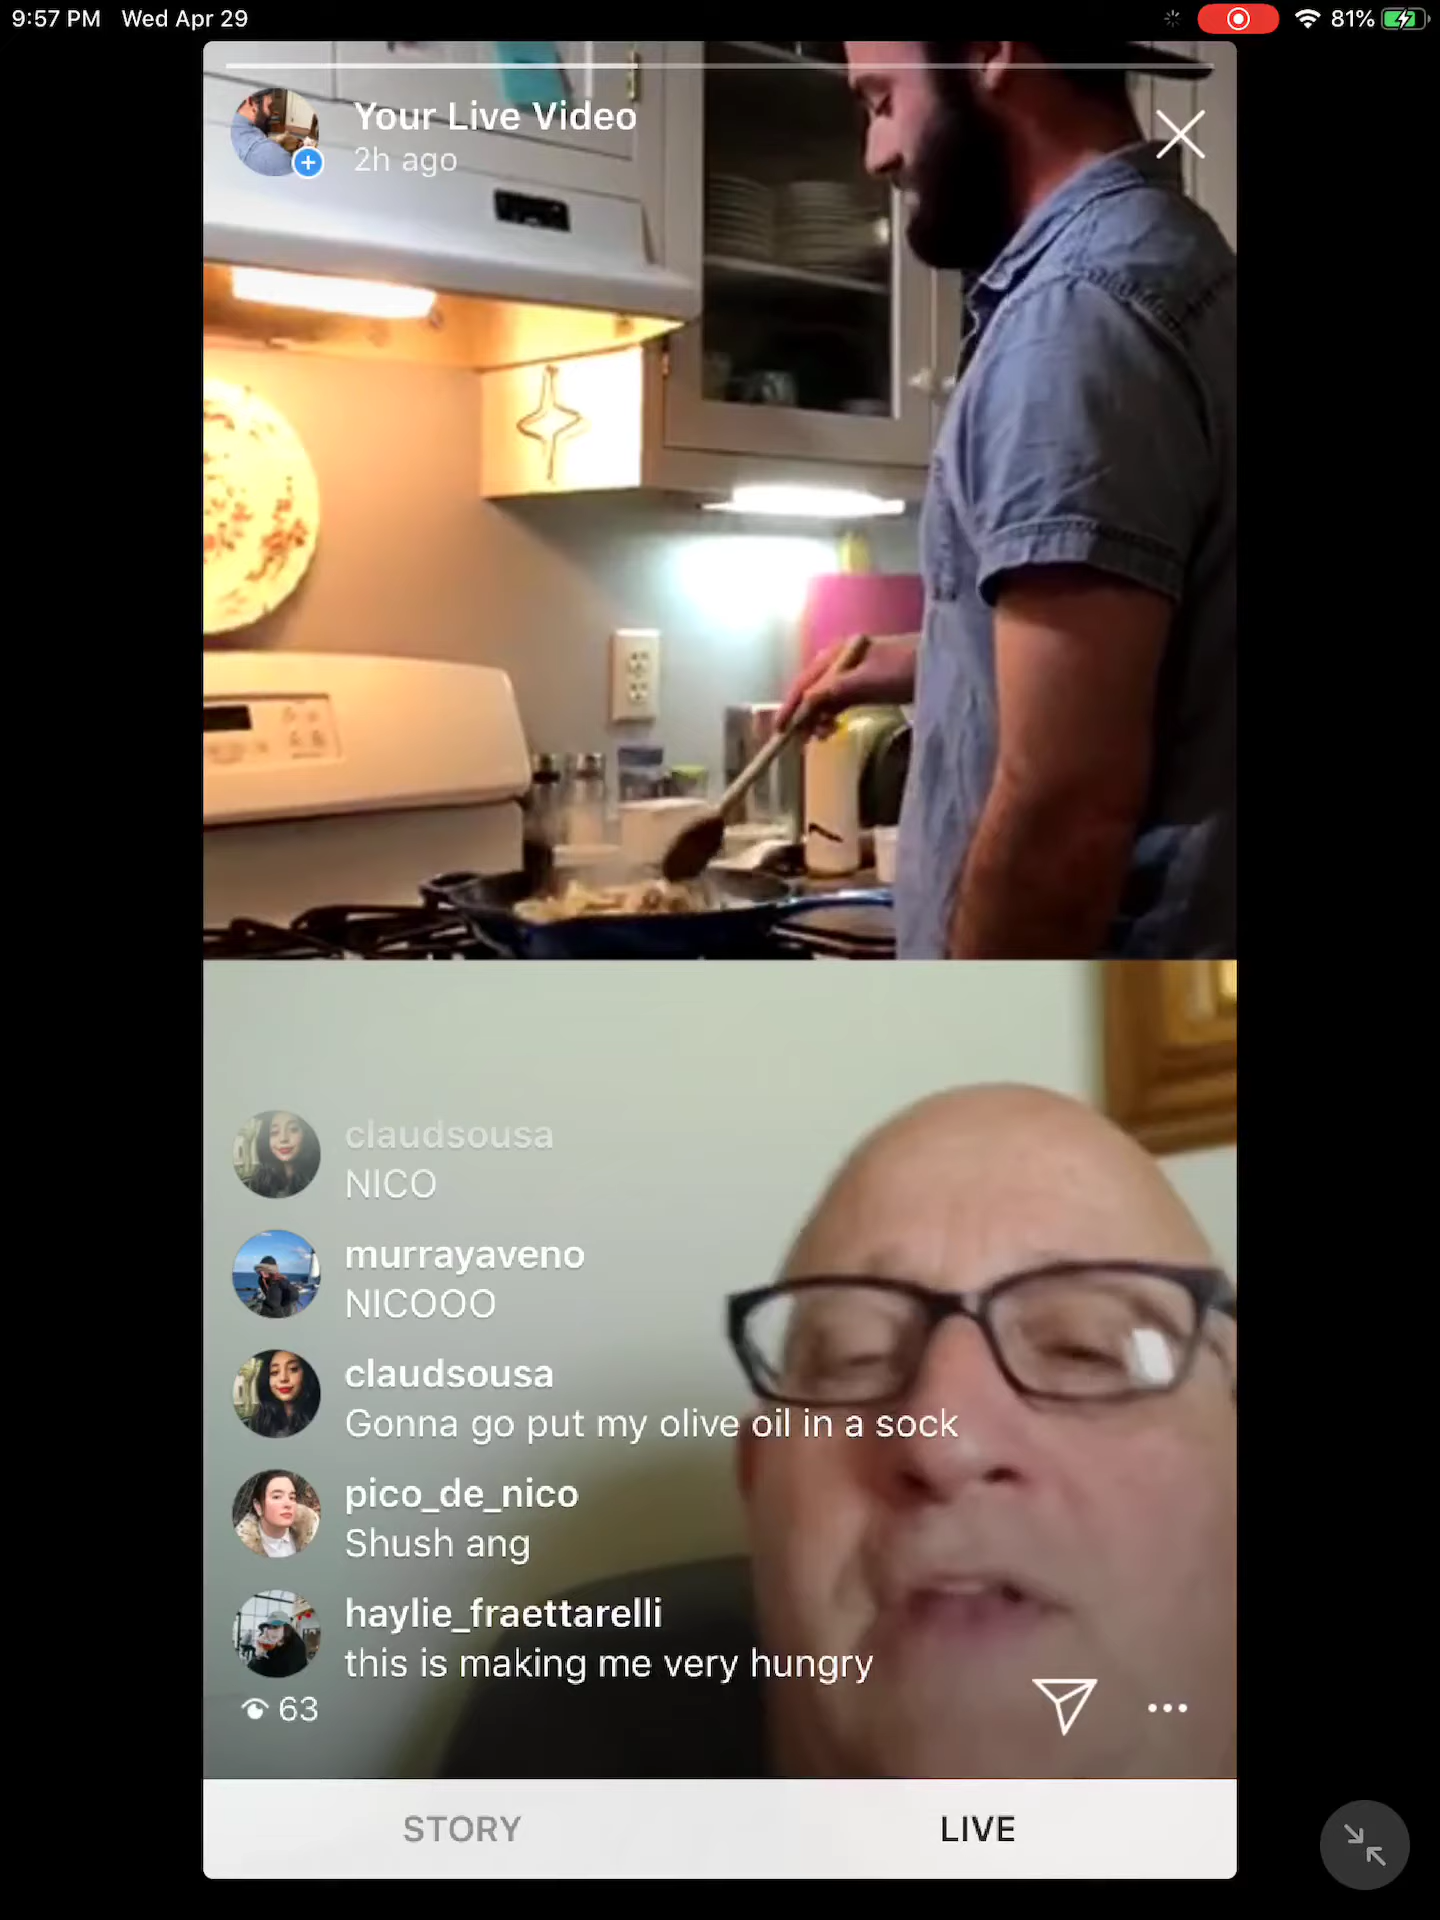 9:57 PM Wed Apr 29
81%
Your Live Video
2h ago
claudsousa
NICO
murrayaveno
NICOOO
claudsousa
Gonna go put my olive oil in a sock
pico_de_nico
Shush ang
haylie_fraettarelli
this is making me very hungry
63
STORY
LIVE